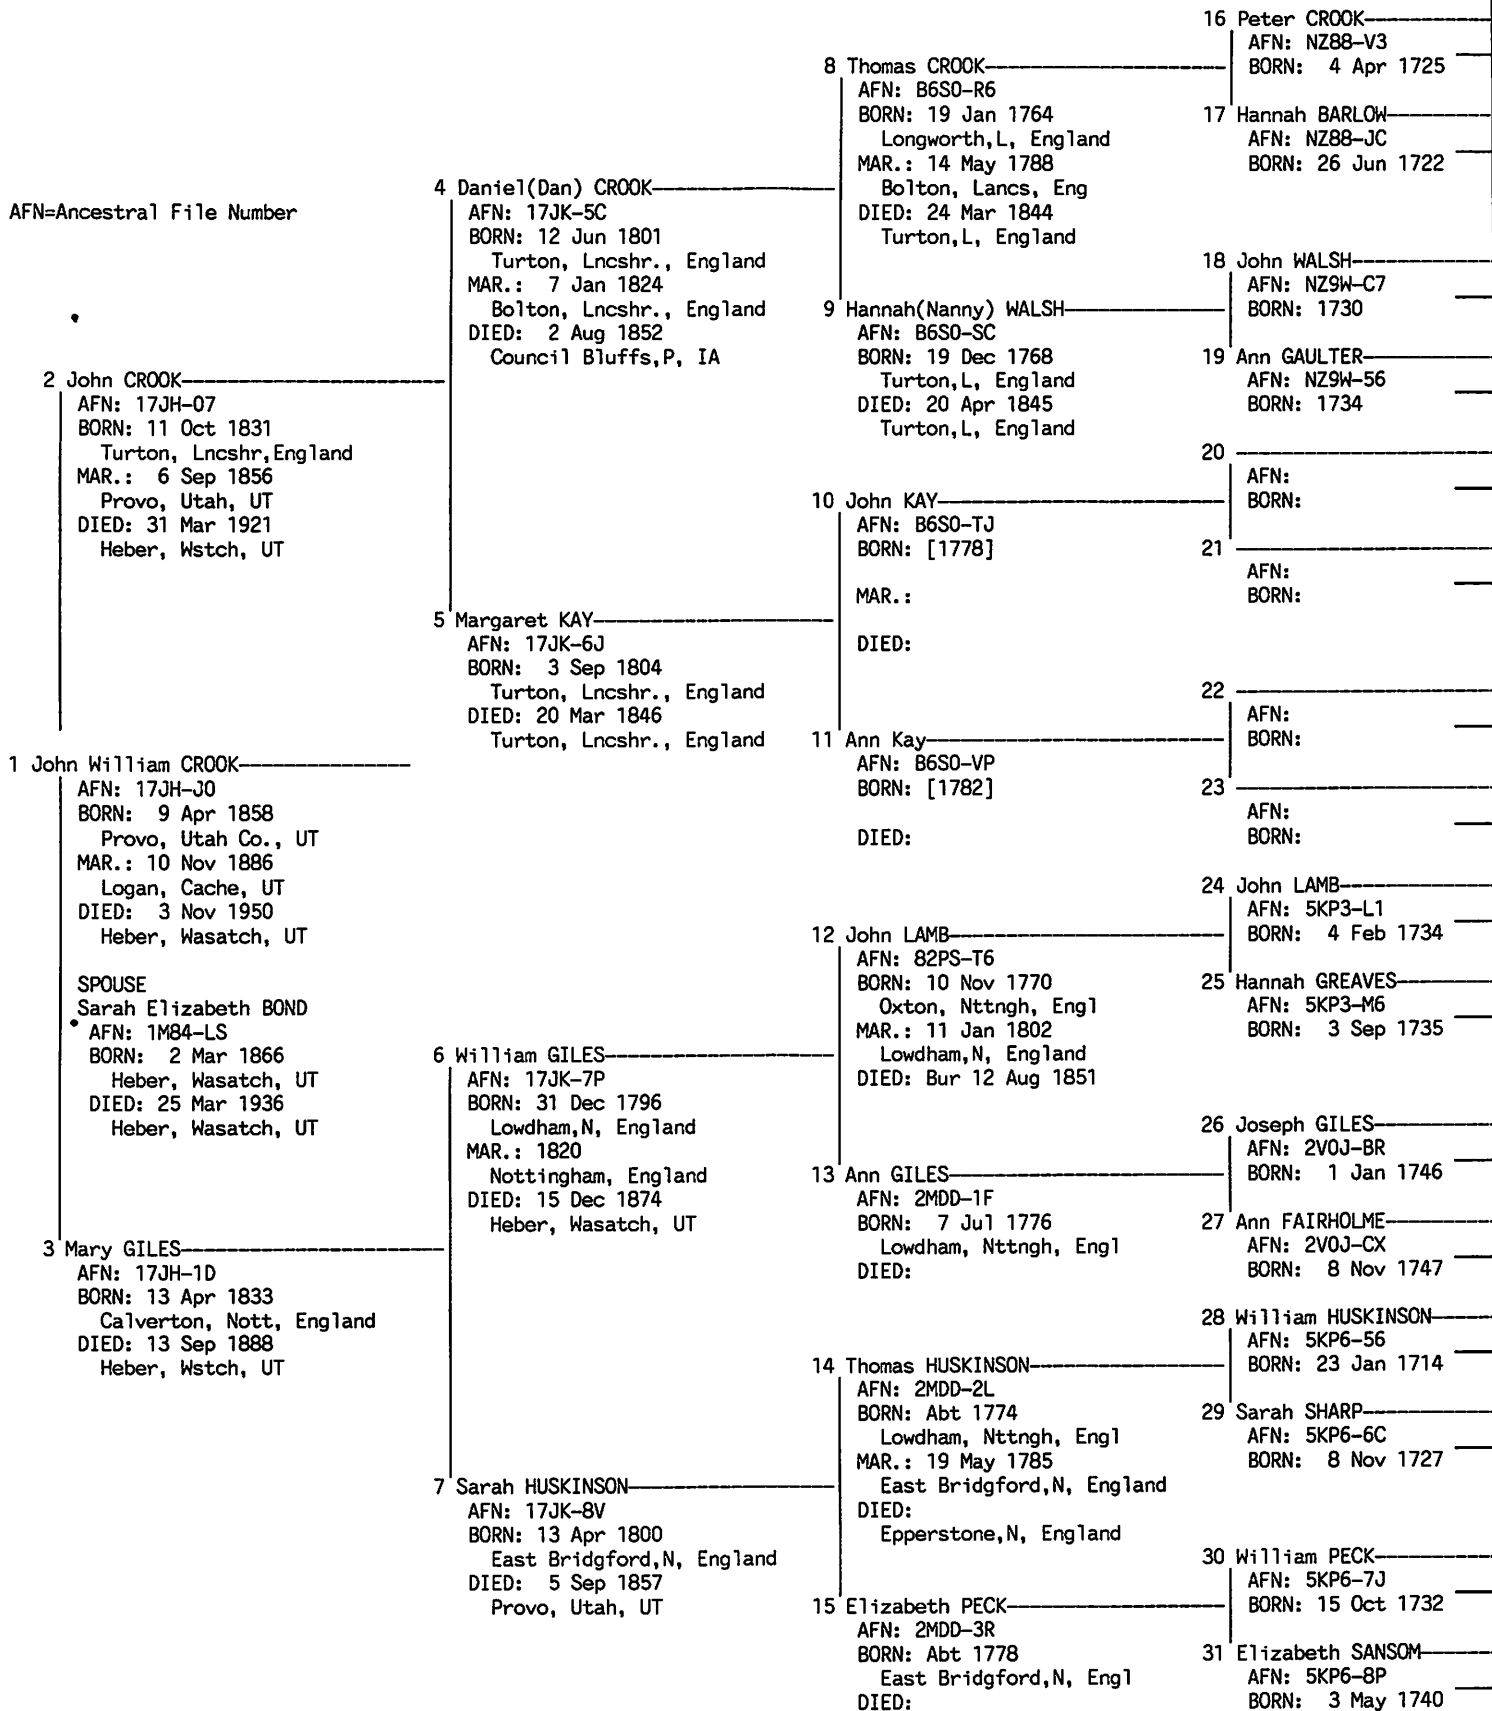 AFN=Ancestral File Number
1 John William CROOK
AFN: 17JH-J0
BORN: 9 Apr 1858
Provo, Utah Co., UT
MAR.: 10 Nov 1886
Logan, Cache, UT
DIED: 3 Nov 1950
Heber, Wasatch, UT
SPOUSE
Sarah Elizabeth BOND
AFN: 1M84-LS
BORN: 2 Mar 1866
Heber, Wasatch, UT
DIED: 25 Mar 1936
Heber, Wasatch, UT
2 John CROOK
AFN: 17JH-07
BORN: 11 Oct 1831
Turton, Lncshr,England
MAR.: 6 Sep 1856
Provo, Utah, UT
DIED: 31 Mar 1921
Heber, Wstch, UT
3 Mary GILES
AFN: 17JH-1D
BORN: 13 Apr 1833
Calverton, Nott, England
DIED: 13 Sep 1888
Heber, Wstch, UT
4 Daniel(Dan) CROOK
AFN: 17JK-5C
BORN: 12 Jun 1801
Turton, Lncshr., England
MAR.: 7 Jan 1824
Bolton, Lncshr., England
DIED: 2 Aug 1852
Council Bluffs,P, IA
5 Margaret KAY
AFN: 17JK-6J
BORN: 3 Sep 1804
Turton, Lncshr., England
DIED: 20 Mar 1846
Turton, Lncshr., England
6 William GILES
AFN: 17JK-7P
BORN: 31 Dec 1796
Lowdham,N, England
MAR.: 1820
Nottingham, England
DIED: 15 Dec 1874
Heber, Wasatch, UT
7 Sarah HUSKINSON
AFN: 17JK-8V
BORN: 13 Apr 1800
East Bridgford,N, England
DIED: 5 Sep 1857
Provo, Utah, UT
8 Thomas CROOK
AFN: B6S0-R6
BORN: 19 Jan 1764
Longworth,L, England
MAR.: 14 May 1788
Bolton, Lancs, Eng
DIED: 24 Mar 1844
Turton,L, England
9 Hannah(Nanny) WALSH
AFN: B6S0-SC
BORN: 19 Dec 1768
Turton,L, England
DIED: 20 Apr 1845
Turton,L, England
10 John KAY
AFN: B6S0-TJ
BORN: [1778]
MAR.:
DIED:
11 Ann Kay
AFN: B6S0-VP
BORN: [1782]
DIED:
12 John LAMB
AFN: 82PS-T6
BORN: 10 Nov 1770
Oxton, Nttngh, Engl
MAR.: 11 Jan 1802
Lowdham,N, England
DIED: Bur 12 Aug 1851
13 Ann GILES
AFN: 2MDD-1F
BORN: 7 Jul 1776
Lowdham, Nttngh, Engl
DIED:
14 Thomas HUSKINSON
AFN: 2MDD-2L
BORN: Abt 1774
Lowdham, Nttngh, Engl
MAR.: 19 May 1785
East Bridgford,N, England
DIED:
Epperstone,N, England
15 Elizabeth PECK
AFN: 2MDD-3R
BORN: Abt 1778
East Bridgford,N, Engl
DIED:
16 Peter CROOK
AFN: NZ88-V3
BORN: 4 Apr 1725
17 Hannah BARLOW
AFN: NZ88-JC
BORN: 26 Jun 1722
18 John WALSH
AFN: NZ9W-C7
BORN: 1730
19 Ann GAULTER
AFN: NZ9W-56
BORN: 1734
20
AFN:
BORN:
21
AFN:
BORN:
22
AFN:
BORN:
23
AFN:
BORN:
24 John LAMB
AFN: 5KP3-L1
BORN: 4 Feb 1734
25 Hannah GREAVES
AFN: 5KP3-M6
BORN: 3 Sep 1735
26 Joseph GILES
AFN: 2V0J-BR
BORN: 1 Jan 1746
27 Ann FAIRHOLME
AFN: 2V0J-CX
BORN: 8 Nov 1747
28 William HUSKINSON
AFN: 5KP6-56
BORN: 23 Jan 1714
29 Sarah SHARP
AFN: 5KP6-6C
BORN: 8 Nov 1727
30 William PECK
AFN: 5KP6-7J
BORN: 15 Oct 1732
31 Elizabeth SANSOM
AFN: 5KP6-8P
BORN: 3 May 1740